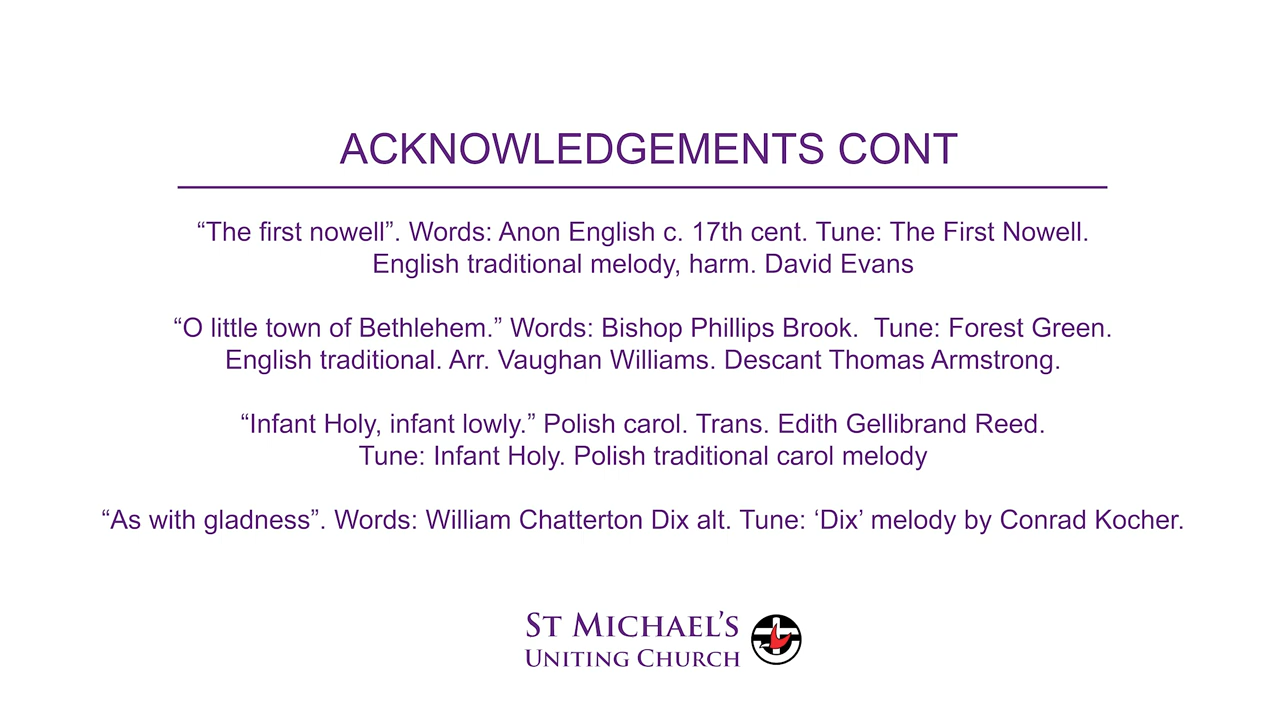 ACKNOWLEDGEMENTS CONT
“The first nowell”. Words: Anon English c. 17th cent. Tune: The First Nowell.
English traditional melody, harm. David Evans
“O little town of Bethlehem.” Words: Bishop Phillips Brook.  Tune: Forest Green.
English traditional. Arr. Vaughan Williams. Descant Thomas Armstrong.
“Infant Holy, infant lowly.” Polish carol. Trans. Edith Gellibrand Reed.
Tune: Infant Holy. Polish traditional carol melody
“As with gladness”. Words: William Chatterton Dix alt. Tune: ‘Dix’ melody by Conrad Kocher.
St Michael’s
Uniting Church